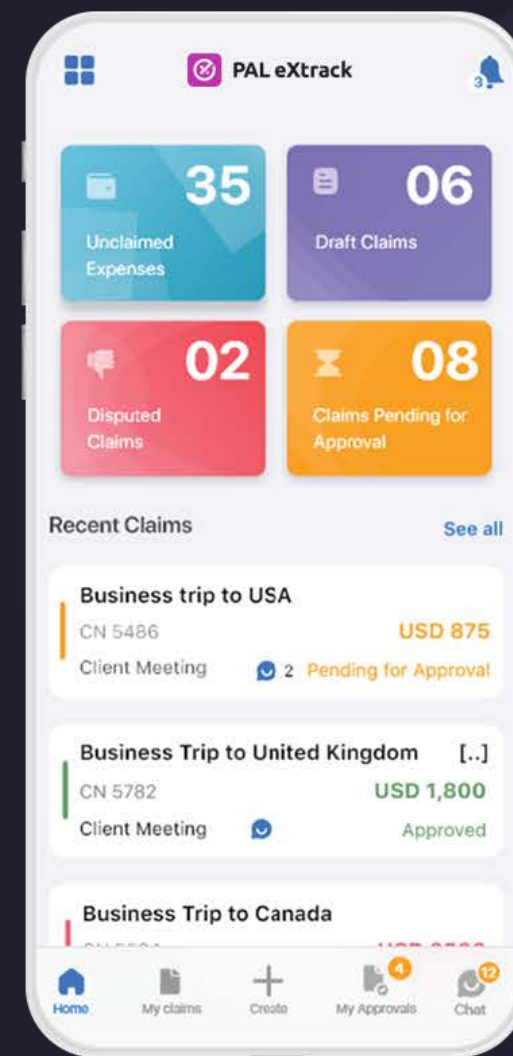 PAL eXtrack
3
35
Unclaimed
Expenses
06
Draft Claims
02
Disputed
Claims
08
Claims Pending for
Approval
Recent Claims
See all
Business trip to USA
CN 5486
USD 875
Client Meeting
2 Pending for Approval
Business Trip to United Kingdom [..]
CN 5782
USD 1,800
Client Meeting
Approved
Business Trip to Canada
Home
My claims
Create
4
My Approvals
12
Chat